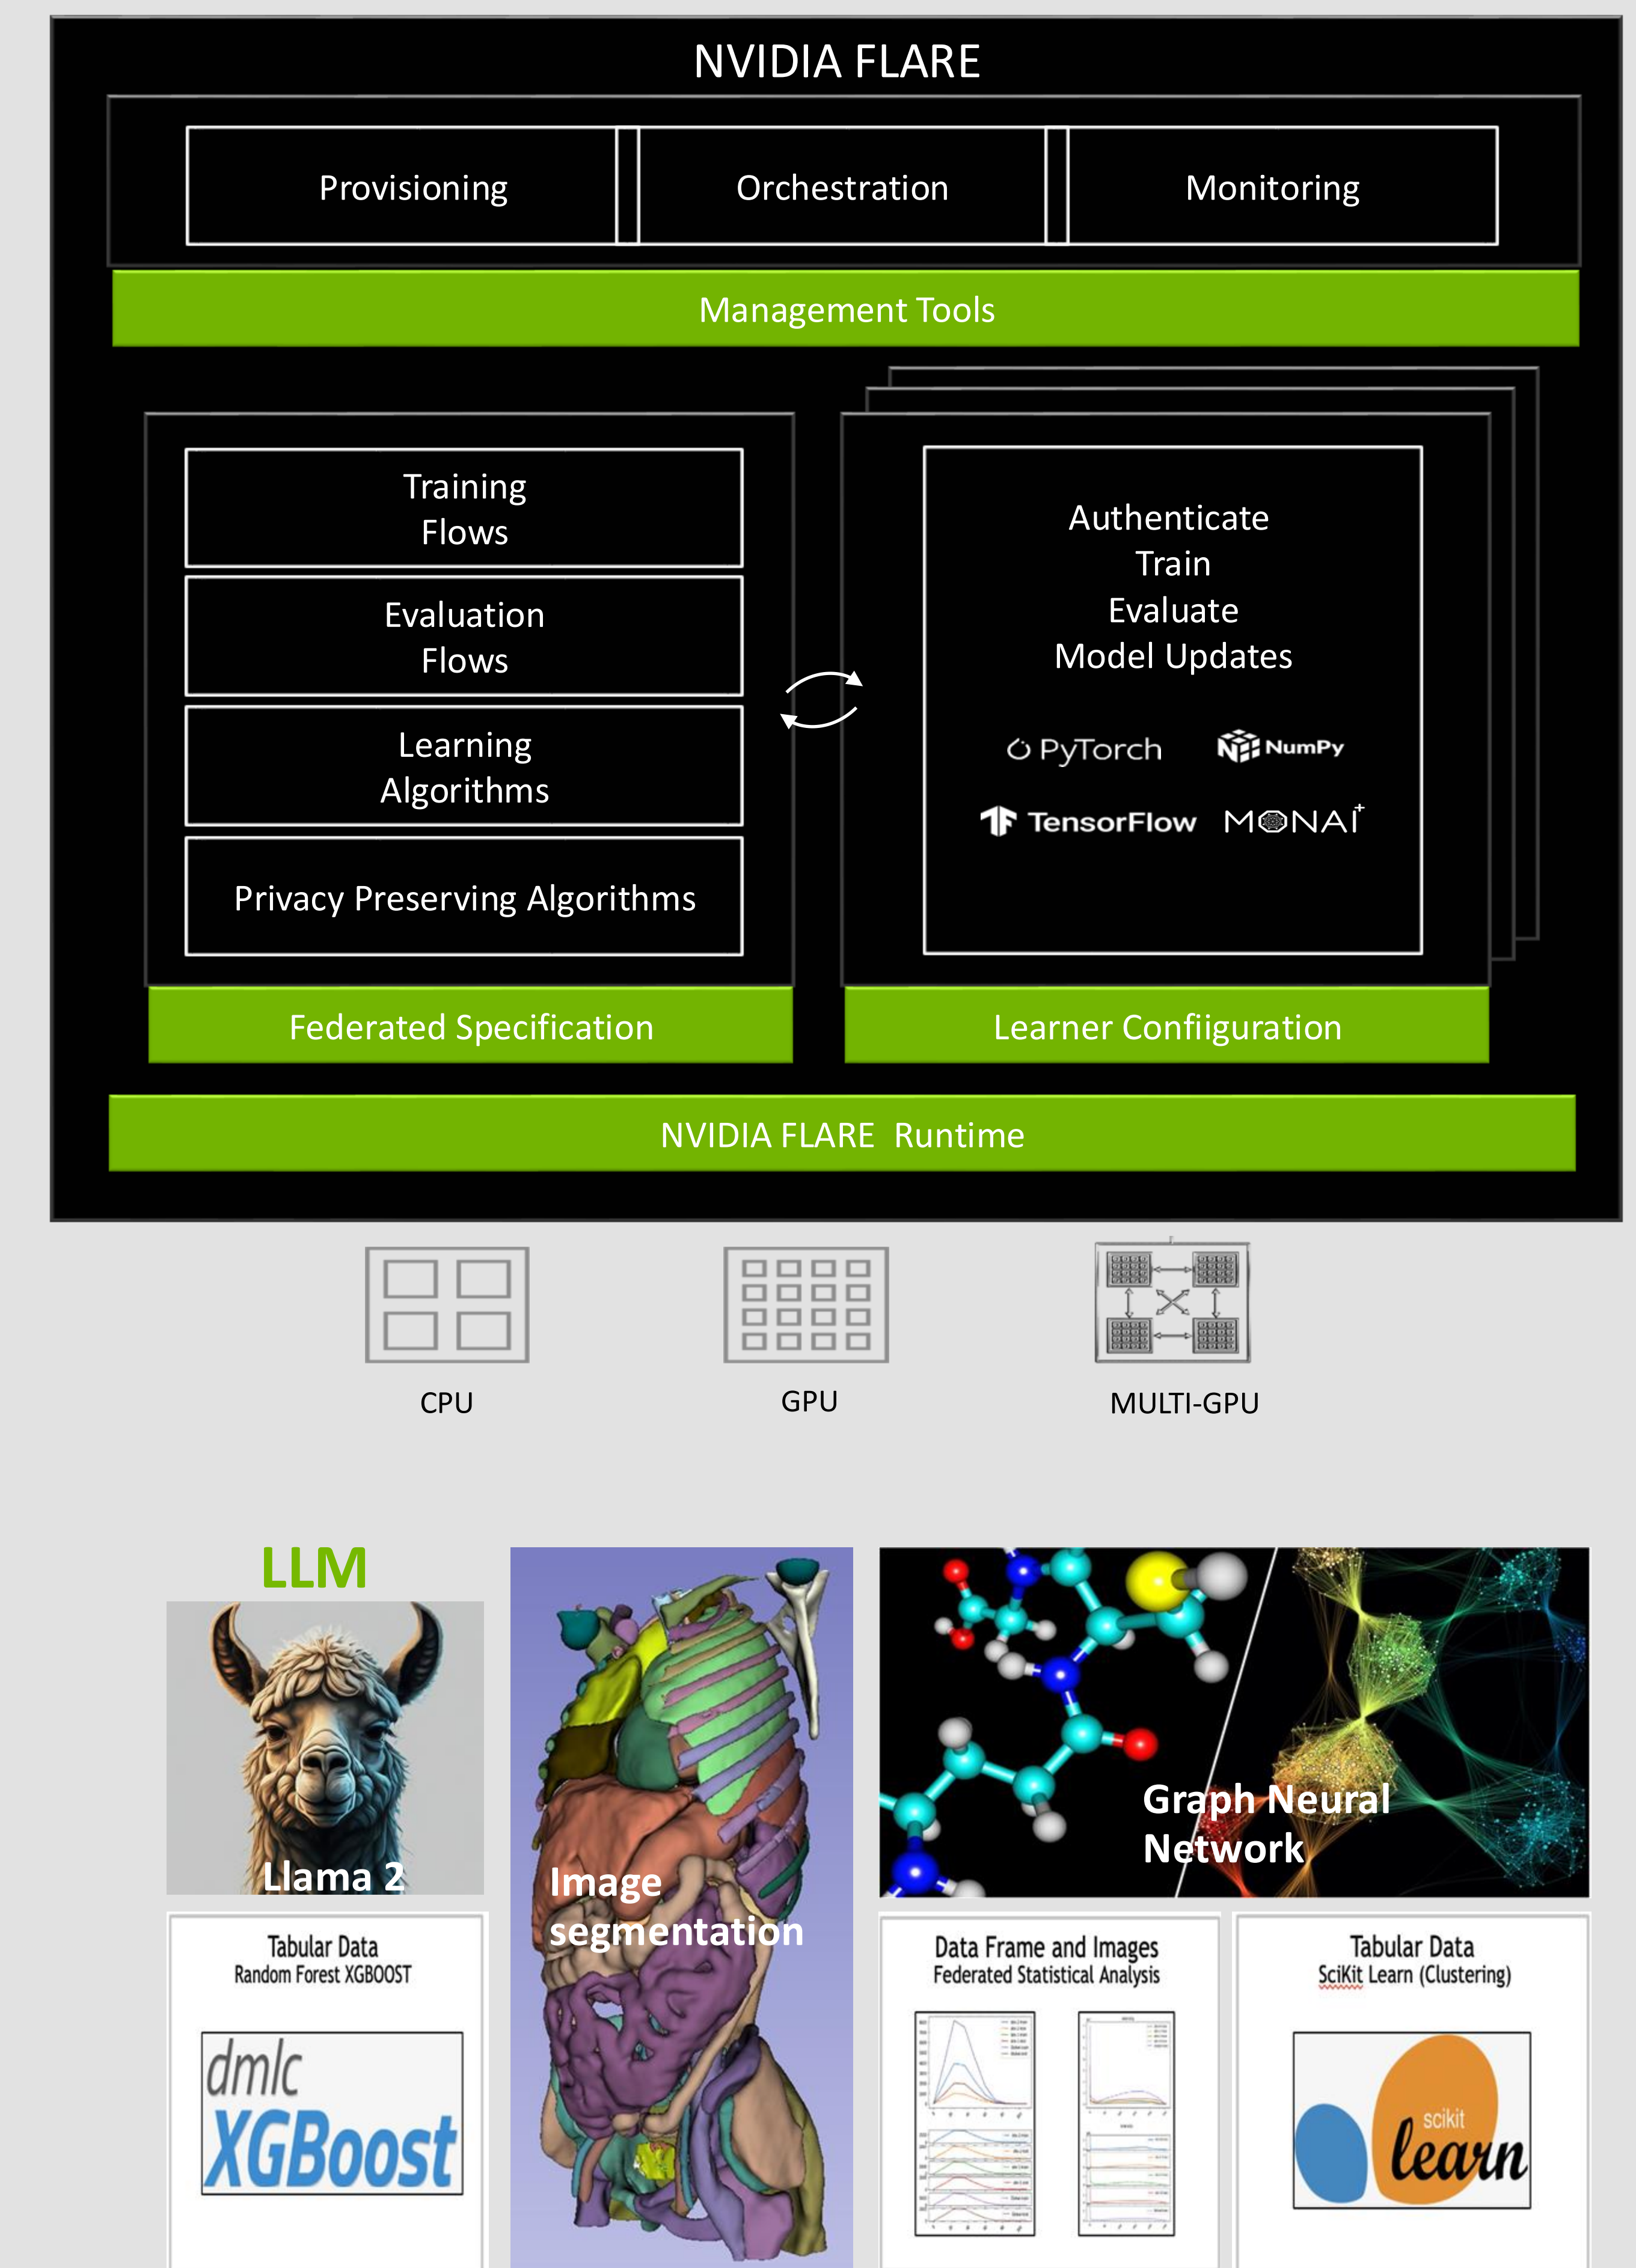 NVIDIA FLARE
Provisioning
Orchestration
Monitoring
Management Tools
Training
Flows
Evaluation
Flows
Learning
Algorithms
Privacy Preserving Algorithms
Federated Specification
Authenticate
Train
Evaluate
Model Updates
PyTorch
NumPy
TensorFlow
MONAI
Learner Confiiguration
NVIDIA FLARE Runtime
CPU
GPU
MULTI-GPU
LLM
Llama 2
Image
segmentation
Graph Neural
Network
Tabular Data
Random Forest XGBOOST
dmlc
XGBoost
Data Frame and Images
Federated Statistical Analysis
Tabular Data
SciKit Learn (Clustering)
scikit
learn